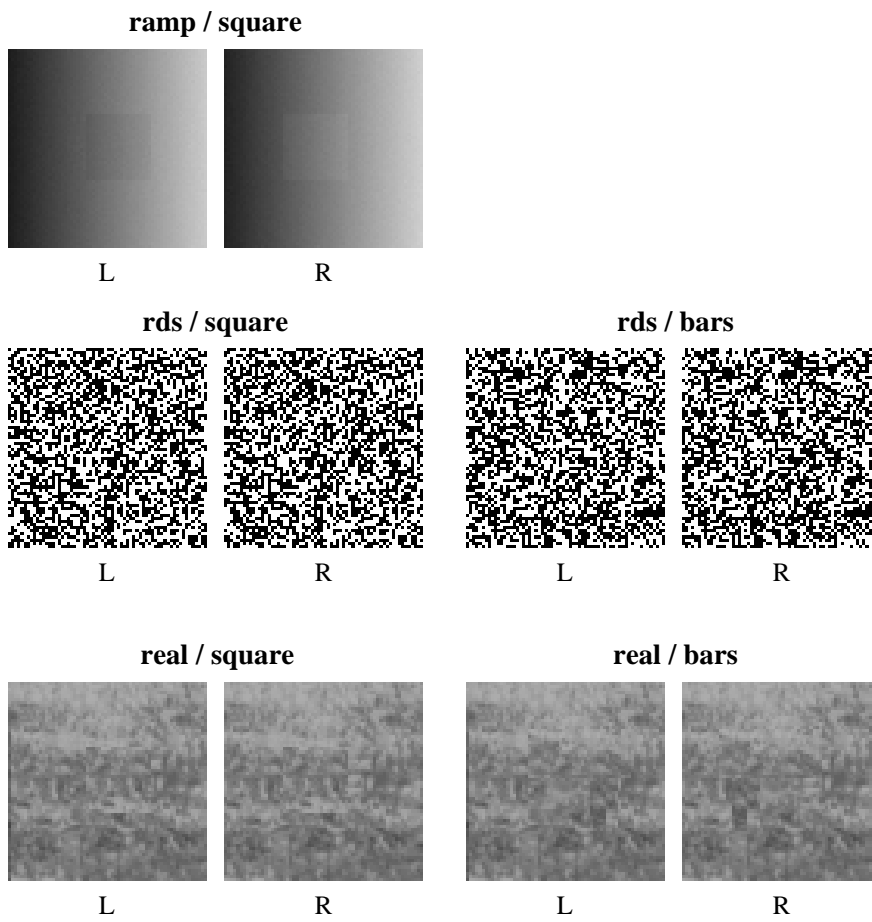 ramp / square
L R
rds / square rds / bars
L R L R
real / square real / bars
L R L R